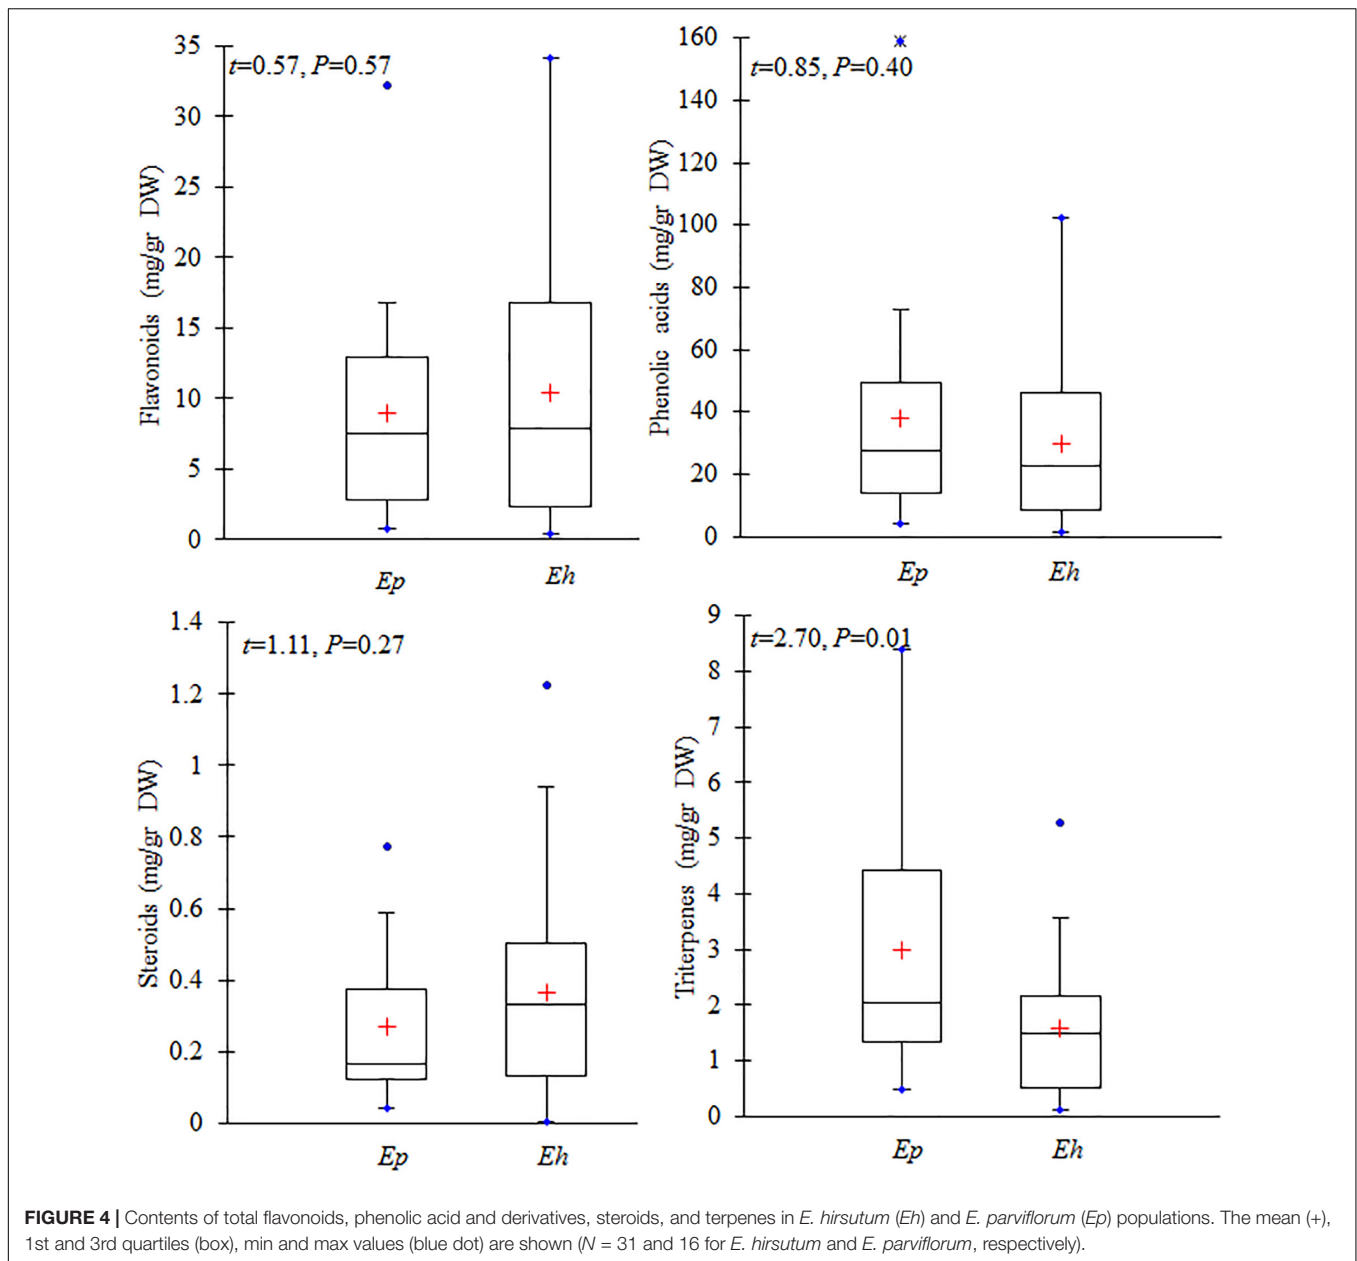 35
30
25
20
15
10
5
0
Flavonoids (mg/gr DW)
t=0.57, P=0.57
Ep
Eh
160
140
120
100
80
60
40
20
0
Phenolic acids (mg/gr DW)
t=0.85, P=0.40
Ep
Eh
1.4
1.2
1
0.8
0.6
0.4
0.2
0
Steroids (mg/gr DW)
t=1.11, P=0.27
Ep
Eh
9
8
7
6
5
4
3
2
1
0
Triterpenes (mg/gr DW)
t=2.70, P=0.01
Ep
Eh
FIGURE 4 | Contents of total flavonoids, phenolic acid and derivatives, steroids, and terpenes in E. hirsutum (Eh) and E. parviflorum (Ep) populations. The mean (+),
1st and 3rd quartiles (box), min and max values (blue dot) are shown (N = 31 and 16 for E. hirsutum and E. parviflorum, respectively).